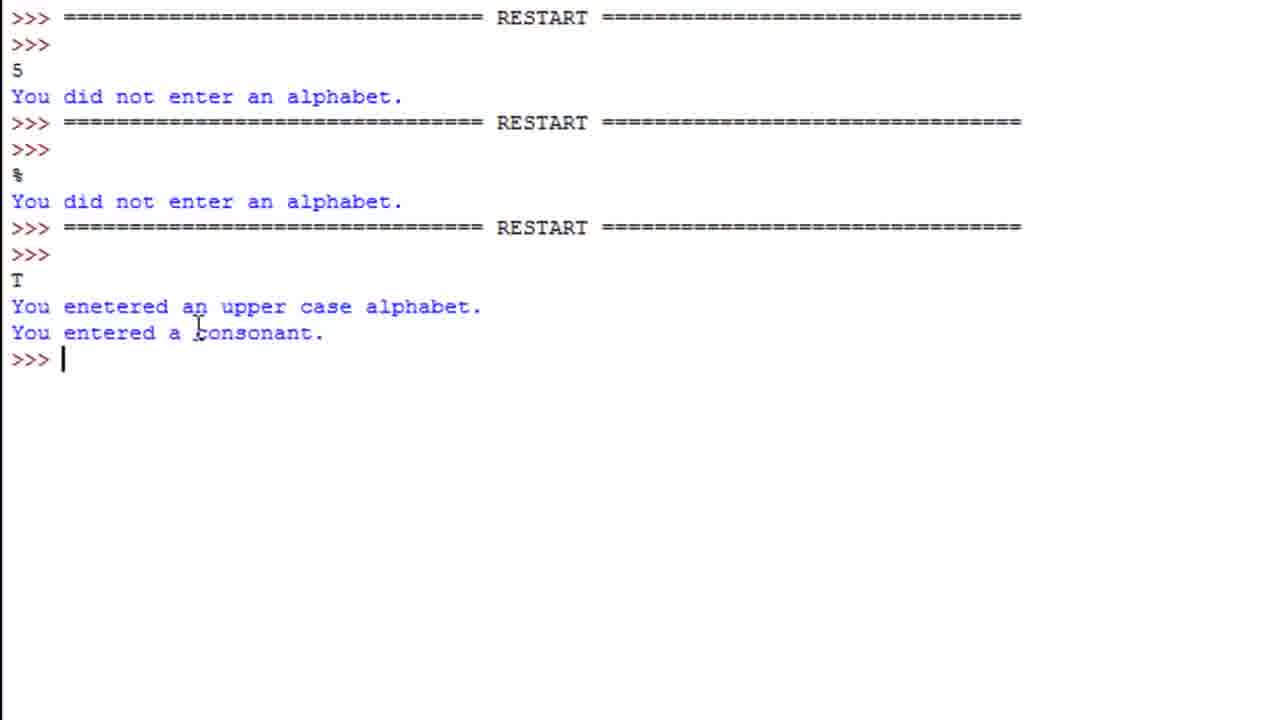 >>> ================================ RESTART ================================
>>>
5
You did not enter an alphabet.
>>> ================================ RESTART ================================
>>>
%
You did not enter an alphabet.
>>> ================================ RESTART ================================
>>>
T
You enetered an upper case alphabet.
You entered a consonant.
>>>